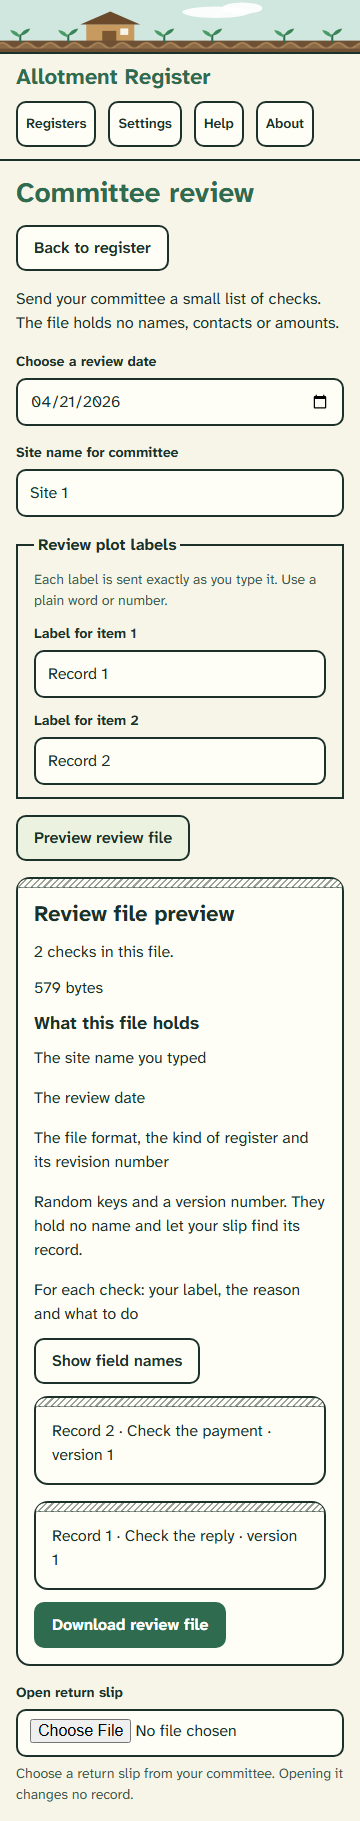 Allotment Register
Registers
Settings
Help
About
Committee review
Back to register
Send your committee a small list of checks.
The file holds no names, contacts or amounts.
Choose a review date
04/21/2026
Site name for committee
Site 1
Review plot labels
Each label is sent exactly as you type it. Use a
plain word or number.
Label for item 1
Record 1
Label for item 2
Record 2
Preview review file
Review file preview
2 checks in this file.
579 bytes
What this file holds
The site name you typed
The review date
The file format, the kind of register and
its revision number
Random keys and a version number. They
hold no name and let your slip find its
record.
For each check: your label, the reason
and what to do
Show field names
Record 2 · Check the payment ·
version 1
Record 1 · Check the reply · version
1
Download review file
Open return slip
Choose File No file chosen
Choose a return slip from your committee. Opening it
changes no record.